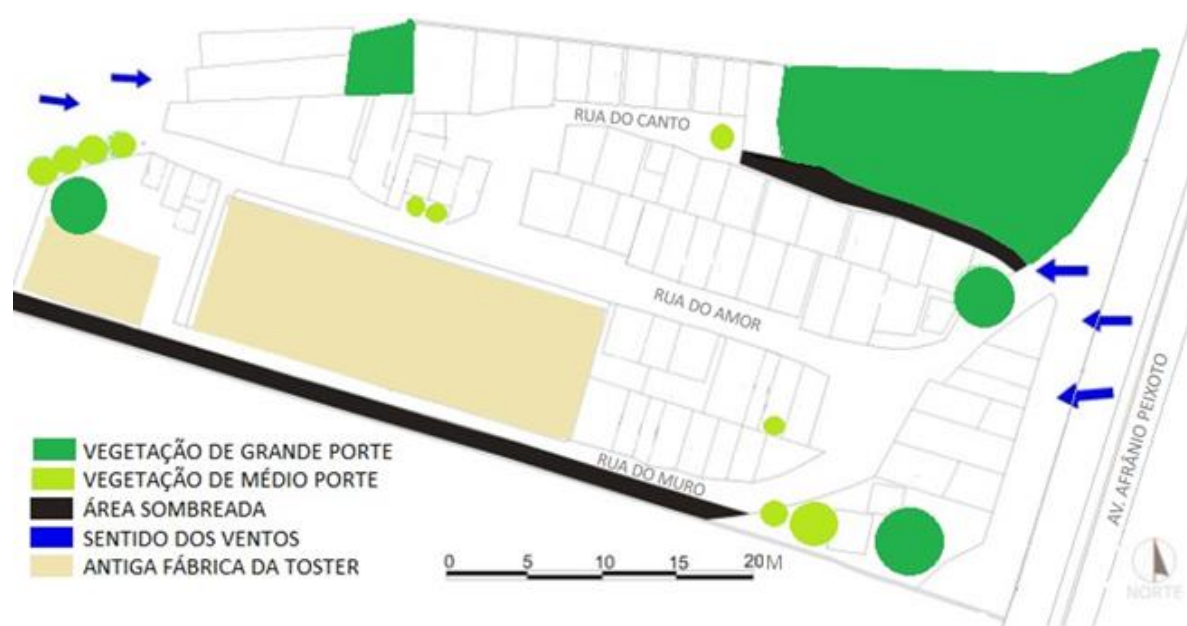 RUA DO CANTO
RUA DO AMOR
AV. AFRÂNIO PEIXOTO
RUA DO MURO
VEGETAÇÃO DE GRANDE PORTE
VEGETAÇÃO DE MÉDIO PORTE
ÁREA SOMBREADA
SENTIDO DOS VENTOS
ANTIGA FÁBRICA DA TOSTER
0 5 10 15 20 M
NORTE